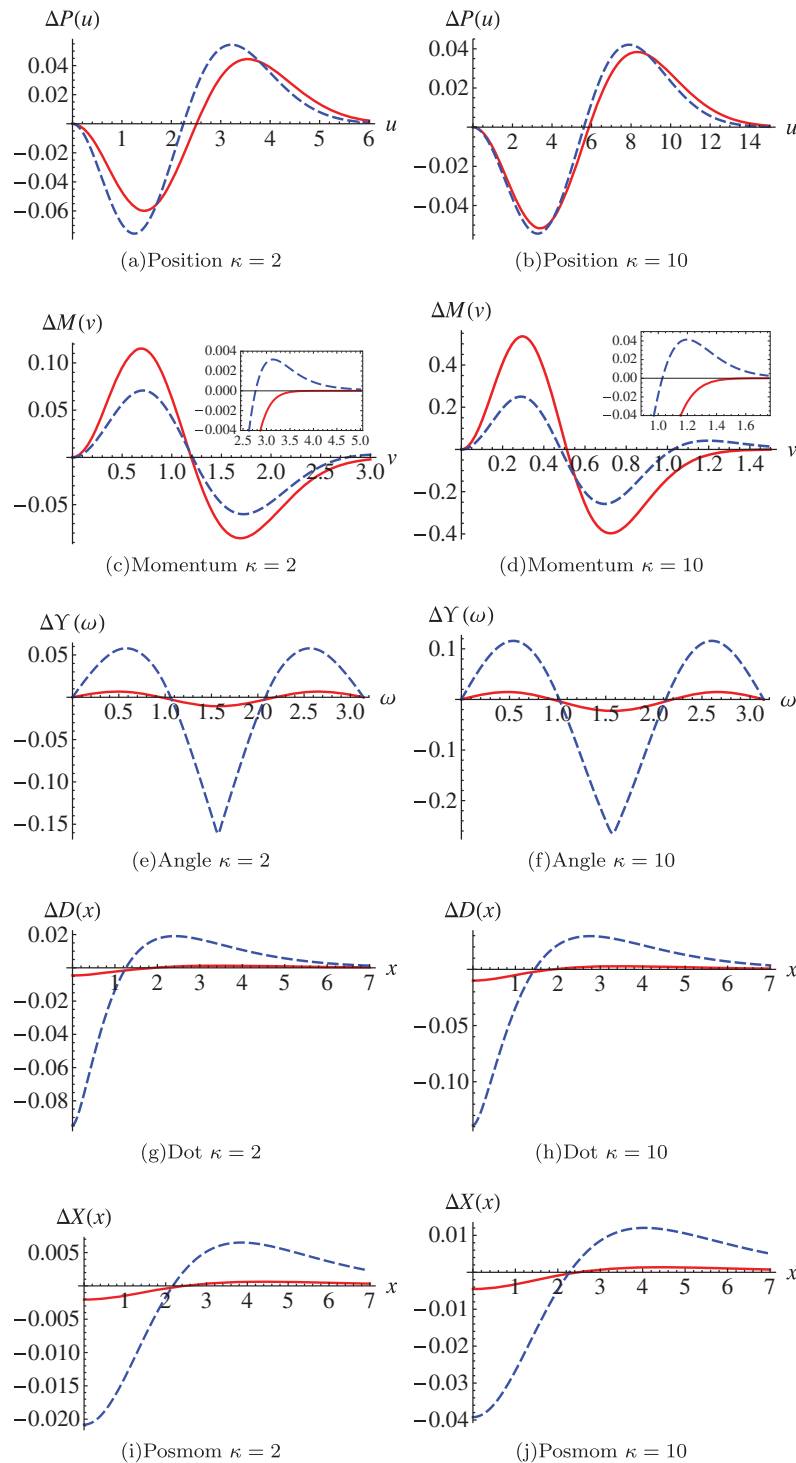 ΔP(u)
0.04
0.02
1 2 3 4 5 6 u
−0.02
−0.04
−0.06
(a)Position κ = 2
ΔP(u)
0.04
0.02
2 4 6 8 10 12 14 u
−0.02
−0.04
(b)Position κ = 10
ΔM(v)
0.10
0.05
0.5 1.0 1.5 2.0 2.5 3.0 v
−0.05
0.004
0.002
0.000
−0.002
−0.004
2.5 3.0 3.5 4.0 4.5 5.0
(c)Momentum κ = 2
ΔM(v)
0.4
0.2
0.2 0.4 0.6 0.8 1.0 1.2 1.4 v
−0.2
−0.4
0.04
0.02
0.00
−0.02
−0.04
1.0 1.2 1.4 1.6
(d)Momentum κ = 10
Δϒ(ω)
0.05
0.5 1.0 1.5 2.0 2.5 3.0 ω
−0.05
−0.10
−0.15
(e)Angle κ = 2
Δϒ(ω)
0.1
0.5 1.0 1.5 2.0 2.5 3.0 ω
−0.1
−0.2
(f)Angle κ = 10
ΔD(x)
0.02
1 2 3 4 5 6 7 x
−0.02
−0.04
−0.06
−0.08
(g)Dot κ = 2
ΔD(x)
1 2 3 4 5 6 7 x
−0.05
−0.10
(h)Dot κ = 10
ΔX(x)
0.005
1 2 3 4 5 6 7 x
−0.005
−0.010
−0.015
−0.020
(i)Posmom κ = 2
ΔX(x)
0.01
1 2 3 4 5 6 7 x
−0.01
−0.02
−0.03
−0.04
(j)Posmom κ = 10